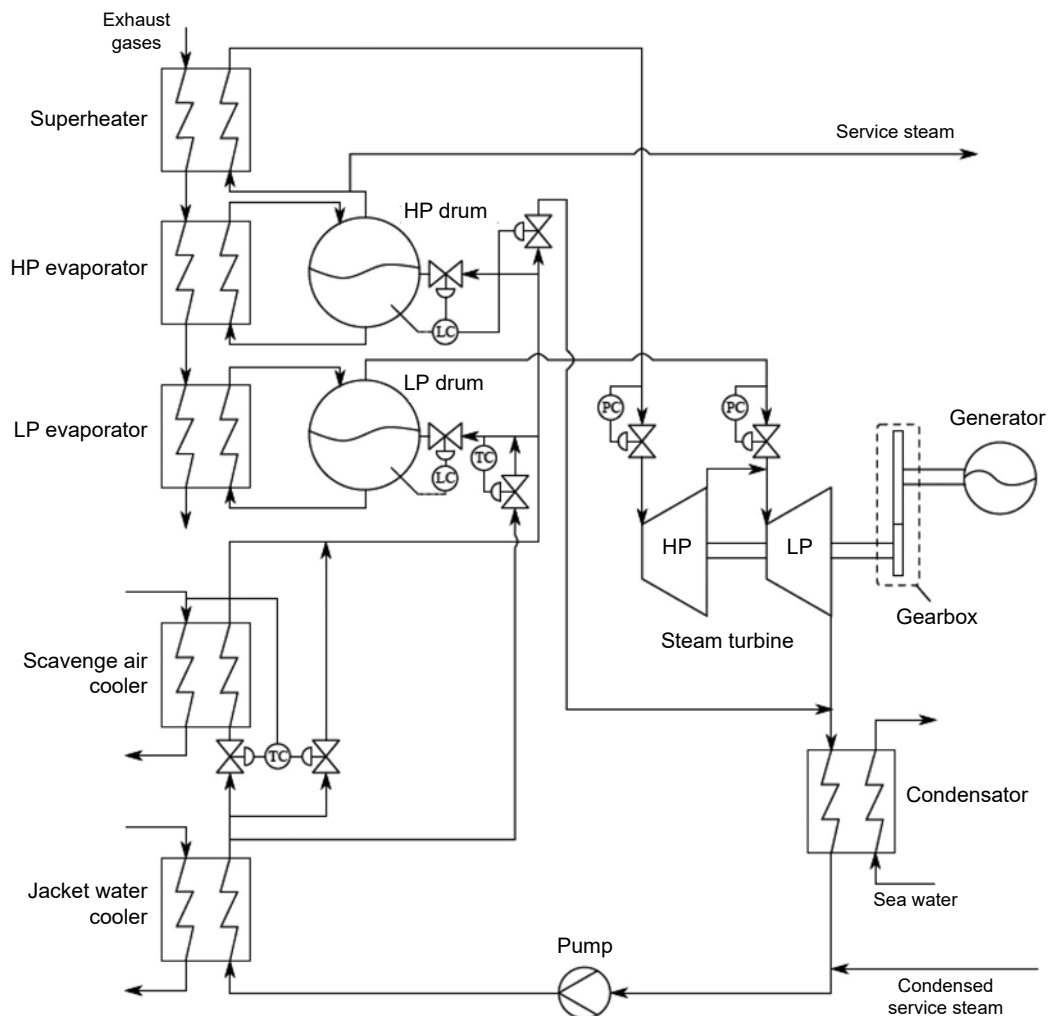 Exhaust
gases
Superheater
Service steam
HP drum
HP evaporator
LC
LP drum
PC
PC
LP evaporator
TC
LC
Generator
HP
LP
Gearbox
Steam turbine
Scavenge air
cooler
TC
Condensator
Jacket water
cooler
Sea water
Pump
Condensed
service steam